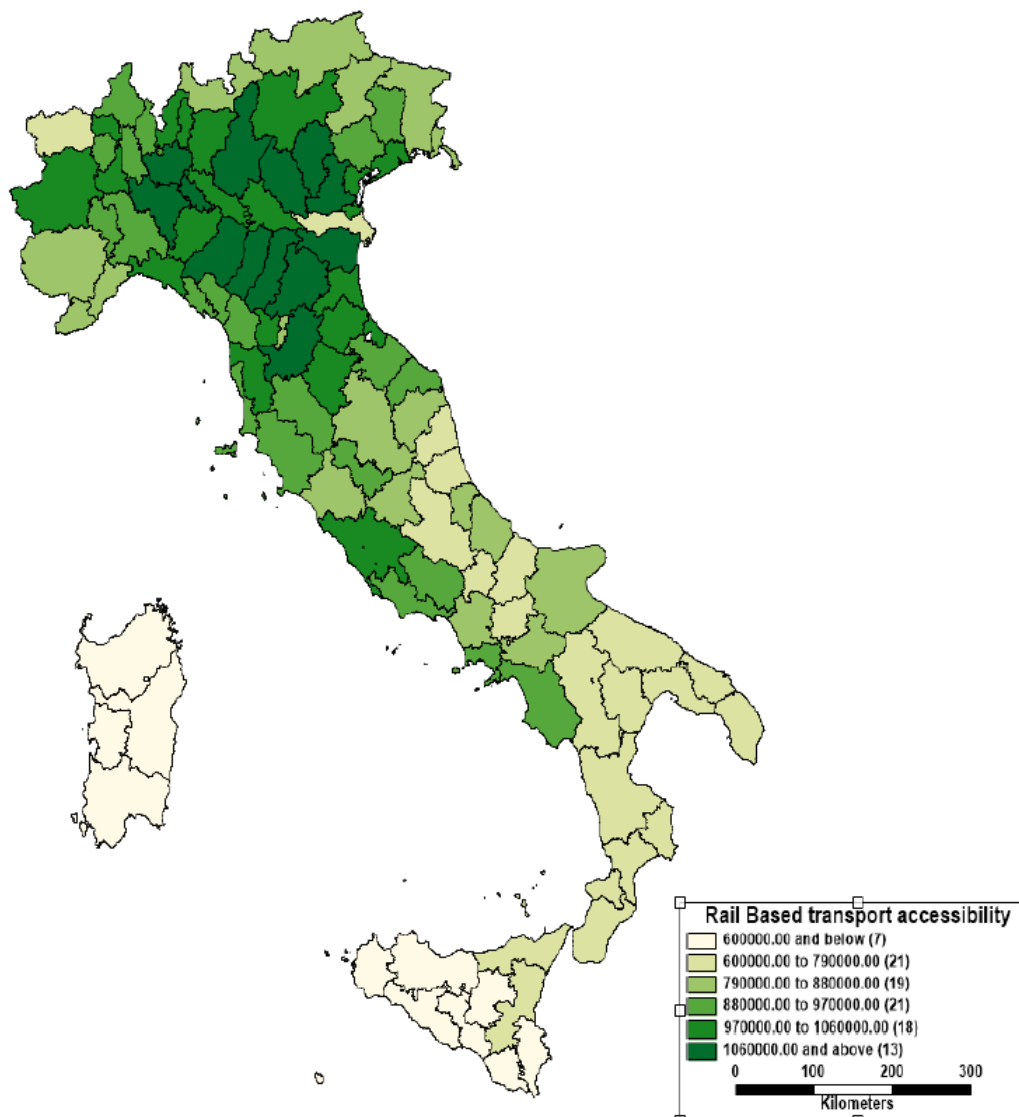 Rail Based transport accessibility
600000.00 and below (7)
600000.00 to 790000.00 (21)
790000.00 to 880000.00 (19)
880000.00 to 970000.00 (21)
970000.00 to 1060000.00 (18)
1060000.00 and above (13)
0 100 200 300
Kilometers